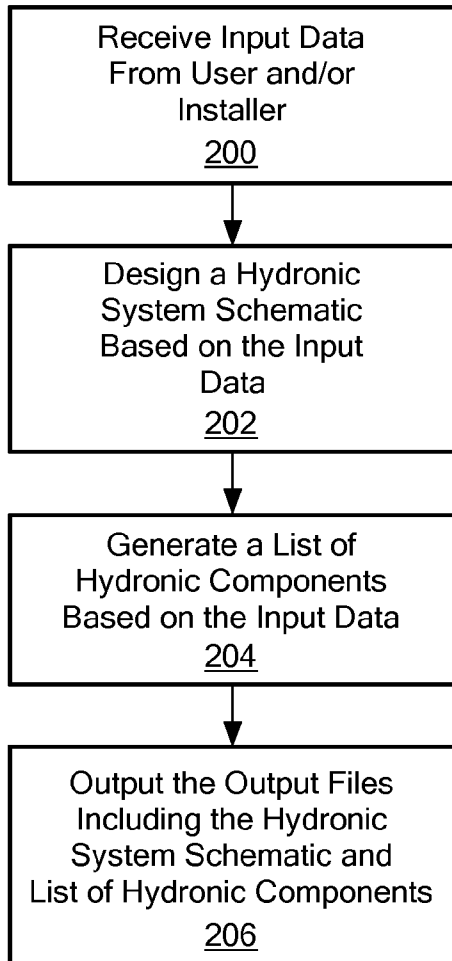 Receive Input Data
From User and/or
Installer
200
Design a Hydronic
System Schematic
Based on the Input
Data
202
Generate a List of
Hydronic Components
Based on the Input Data
204
Output the Output Files
Including the Hydronic
System Schematic and
List of Hydronic Components
206